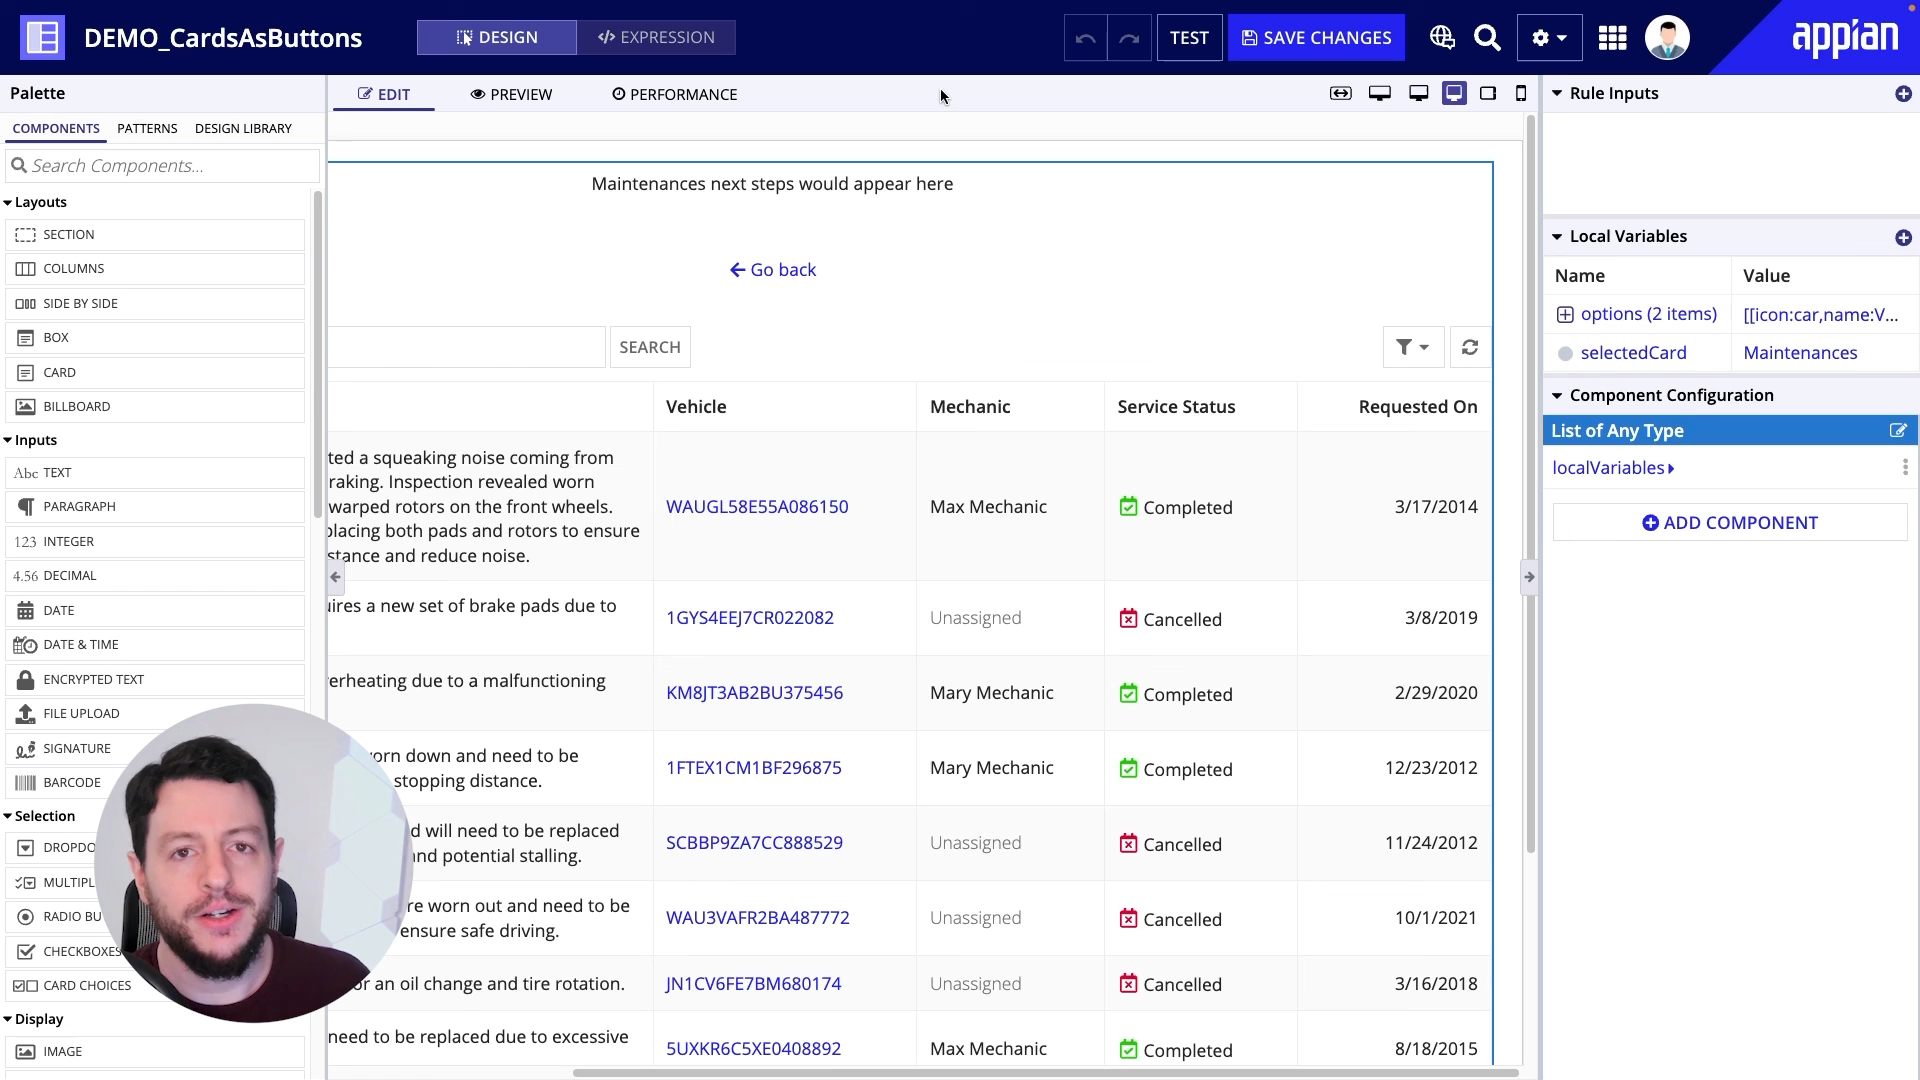 DEMO_CardsAsButtons
DESIGN
</> EXPRESSION
TEST
SAVE CHANGES
appian
Palette
COMPONENTS PATTERNS DESIGN LIBRARY
Search Components...
Layouts
SECTION
COLUMNS
SIDE BY SIDE
BOX
CARD
BILLBOARD
Inputs
Abc TEXT
PARAGRAPH
123 INTEGER
4.56 DECIMAL
DATE
DATE & TIME
ENCRYPTED TEXT
FILE UPLOAD
SIGNATURE
BARCODE
Selection
DROPDO
MULTIPL
RADIO BU
CHECKBOXES
CARD CHOICES
Display
IMAGE
EDIT PREVIEW PERFORMANCE
Maintenances next steps would appear here
Go back
SEARCH
Vehicle Mechanic Service Status Requested On
ted a squeaking noise coming from
raking. Inspection revealed worn
warped rotors on the front wheels.
placing both pads and rotors to ensure
stance and reduce noise.
WAUGL58E55A086150 Max Mechanic Completed 3/17/2014
ires a new set of brake pads due to
1GYS4EEJ7CR022082 Unassigned Cancelled 3/8/2019
erheating due to a malfunctioning
KM8JT3AB2BU375456 Mary Mechanic Completed 2/29/2020
orn down and need to be
stopping distance.
1FTEX1CM1BF296875 Mary Mechanic Completed 12/23/2012
d will need to be replaced
and potential stalling.
SCBBP9ZA7CC888529 Unassigned Cancelled 11/24/2012
re worn out and need to be
ensure safe driving.
WAU3VAFR2BA487772 Unassigned Cancelled 10/1/2021
or an oil change and tire rotation.
JN1CV6FE7BM680174 Unassigned Cancelled 3/16/2018
need to be replaced due to excessive
5UXKR6C5XE0408892 Max Mechanic Completed 8/18/2015
Rule Inputs
Local Variables
Name Value
options (2 items) [[icon:car,name:V...
selectedCard Maintenances
Component Configuration
List of Any Type
localVariables
ADD COMPONENT